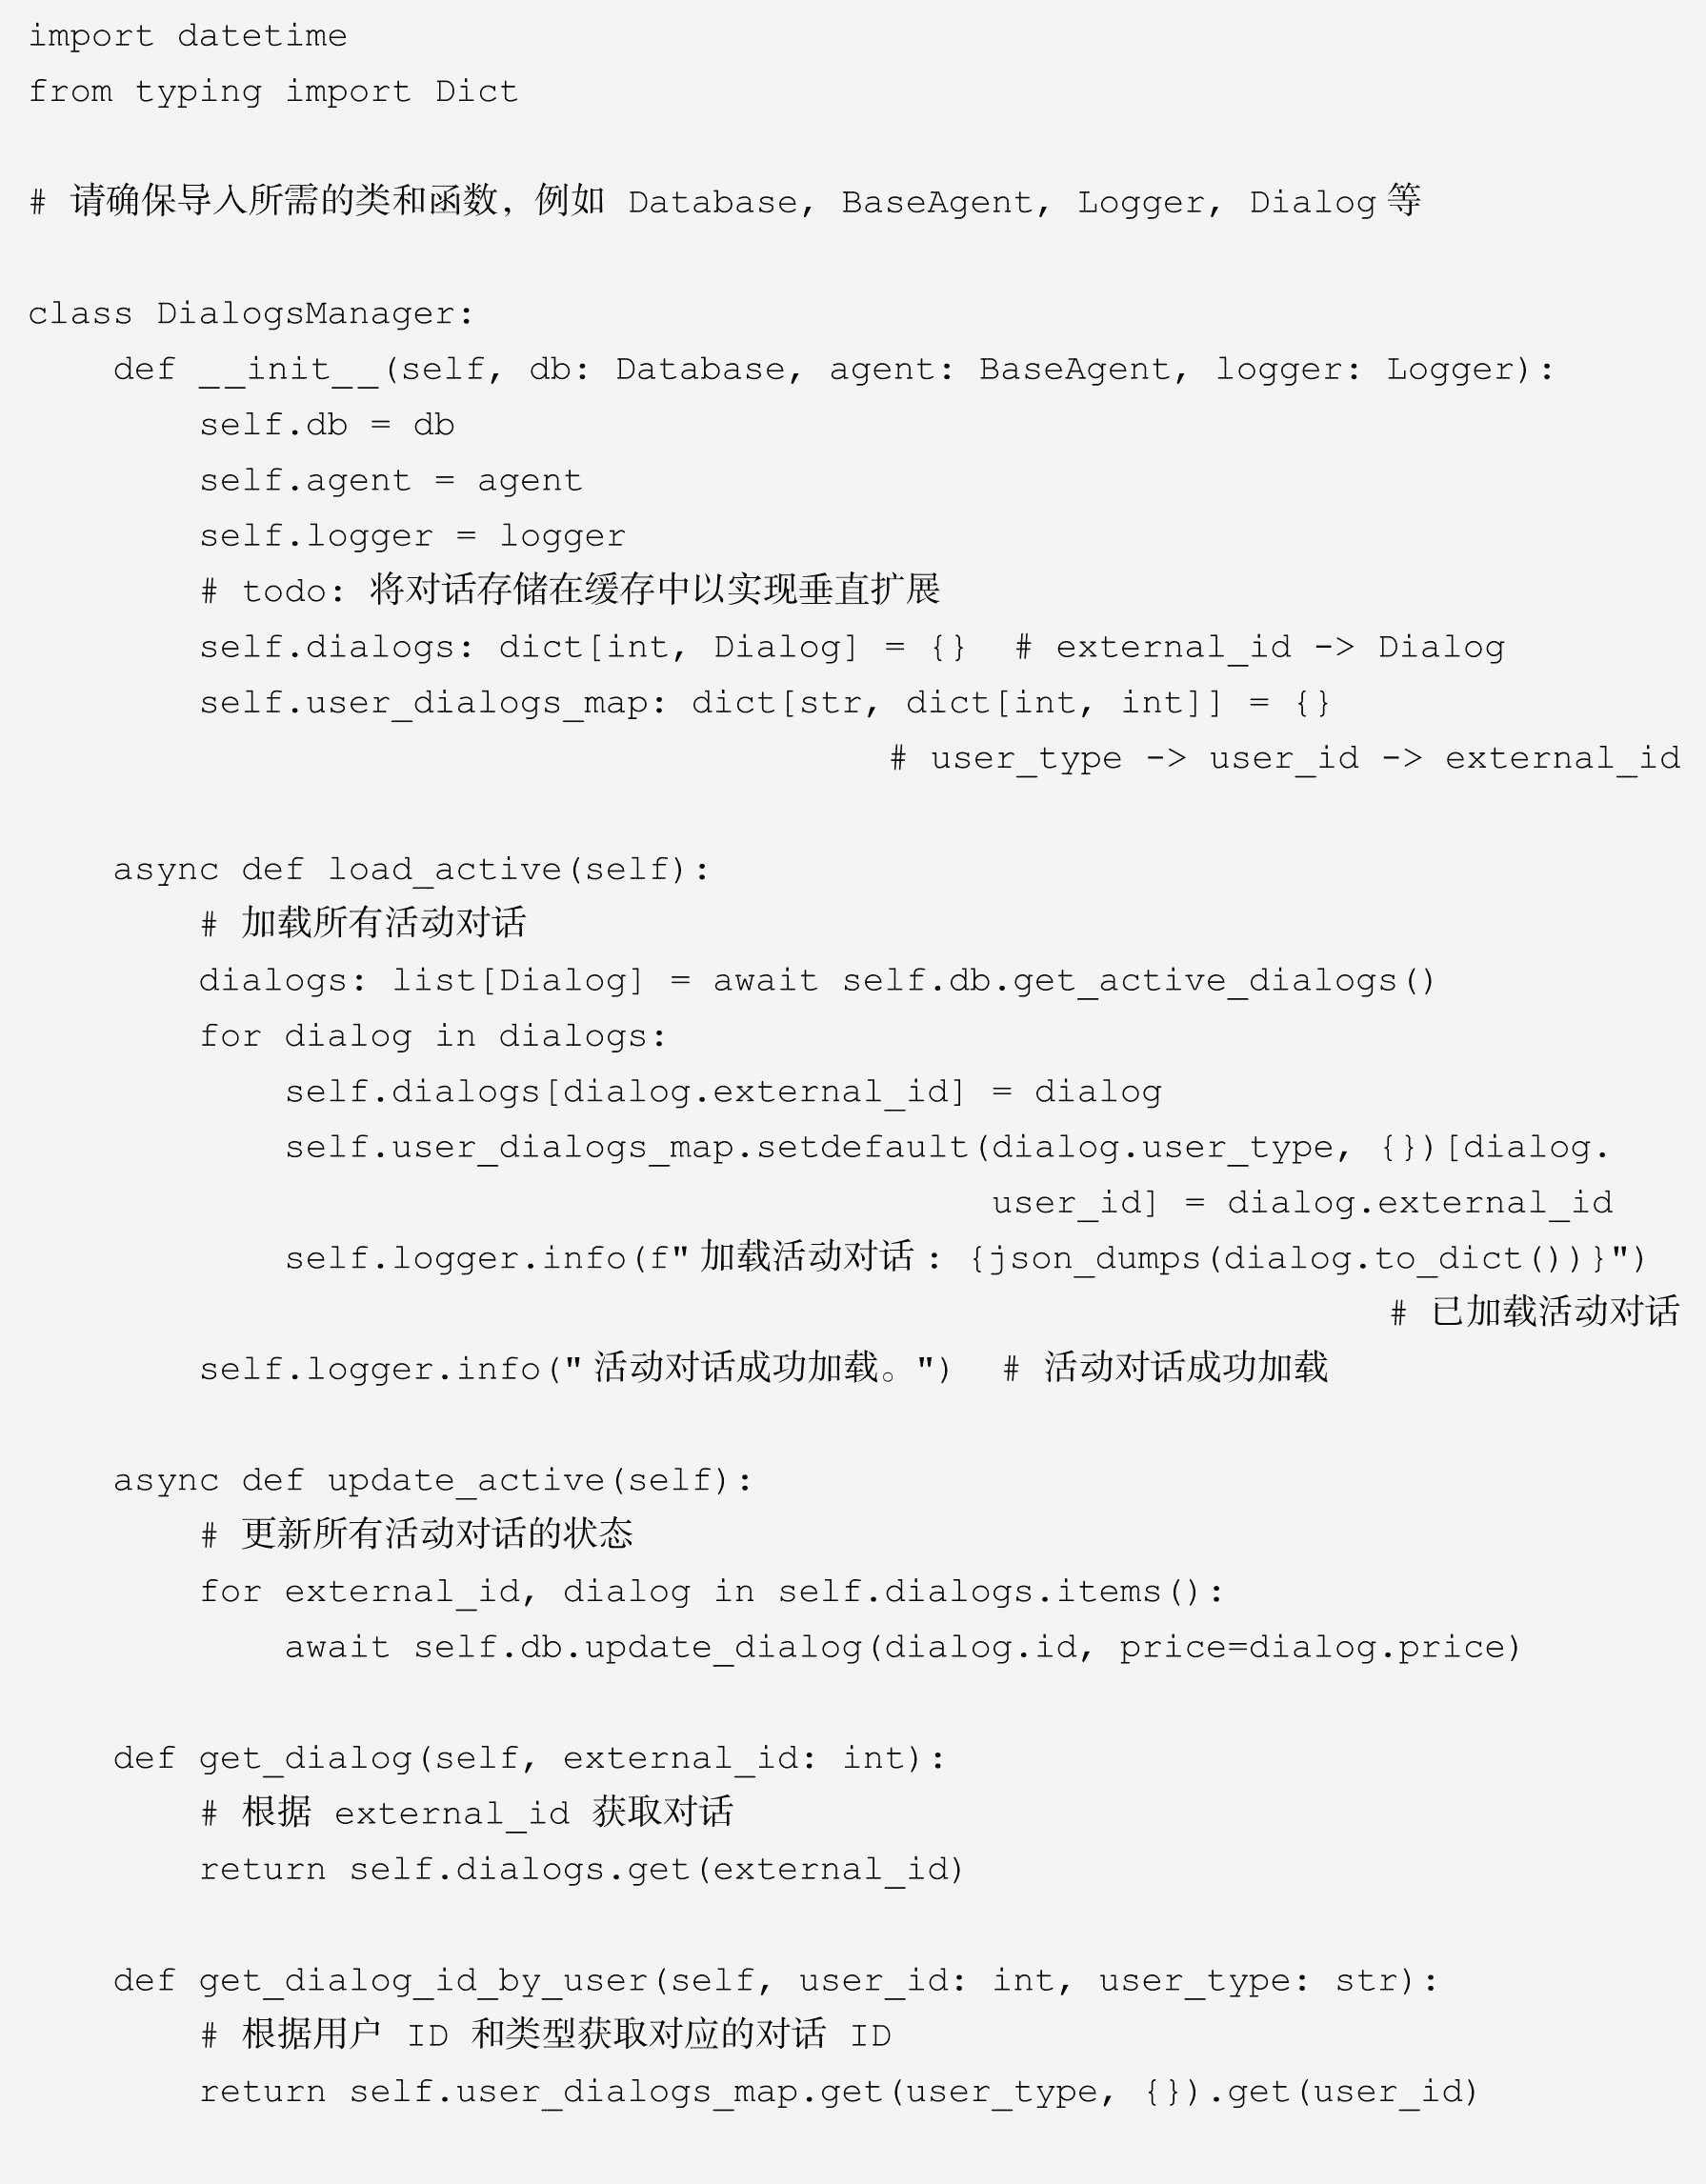 import datetime
from typing import Dict
# 请确保导入所需的类和函数，例如 Database, BaseAgent, Logger, Dialog等
class DialogsManager:
    def __init__(self, db: Database, agent: BaseAgent, logger: Logger):
        self.db = db
        self.agent = agent
        self.logger = logger
        # todo: 将对话存储在缓存中以实现垂直扩展
        self.dialogs: dict[int, Dialog] = {}  # external_id -> Dialog
        self.user_dialogs_map: dict[str, dict[int, int]] = {}
                                        # user_type -> user_id -> external_id
    async def load_active(self):
        # 加载所有活动对话
        dialogs: list[Dialog] = await self.db.get_active_dialogs()
        for dialog in dialogs:
            self.dialogs[dialog.external_id] = dialog
            self.user_dialogs_map.setdefault(dialog.user_type, {})[dialog.
                                             user_id] = dialog.external_id
            self.logger.info(f"加载活动对话: {json_dumps(dialog.to_dict())}")
                                                                # 已加载活动对话
        self.logger.info("活动对话成功加载。")  # 活动对话成功加载
    async def update_active(self):
        # 更新所有活动对话的状态
        for external_id, dialog in self.dialogs.items():
            await self.db.update_dialog(dialog.id, price=dialog.price)
    def get_dialog(self, external_id: int):
        # 根据 external_id 获取对话
        return self.dialogs.get(external_id)
    def get_dialog_id_by_user(self, user_id: int, user_type: str):
        # 根据用户 ID 和类型获取对应的对话 ID
        return self.user_dialogs_map.get(user_type, {}).get(user_id)